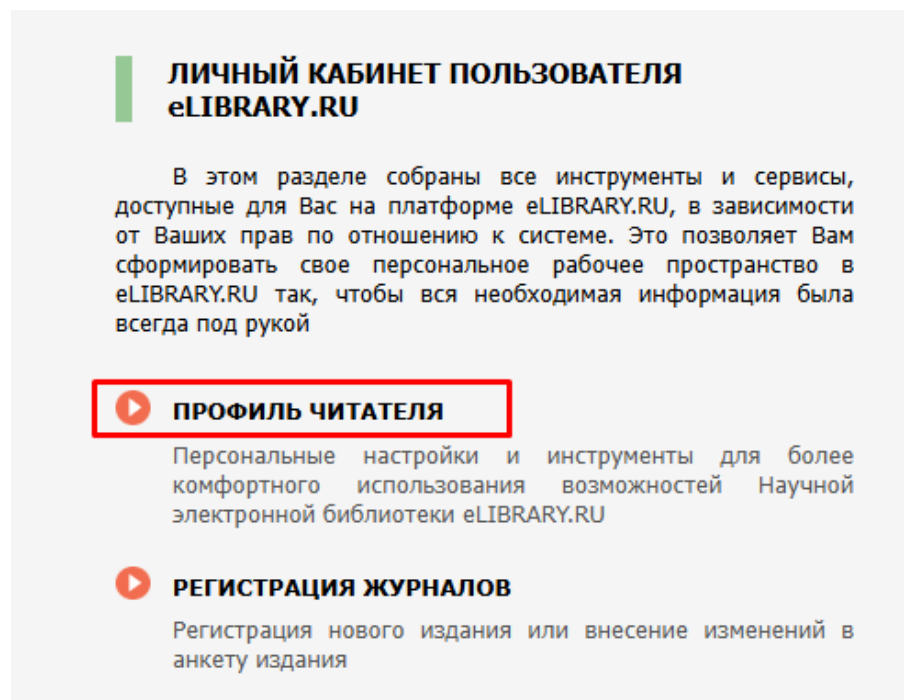 ЛИЧНЫЙ КАБИНЕТ ПОЛЬЗОВАТЕЛЯ
eLIBRARY.RU
В этом разделе собраны все инструменты и сервисы,
доступные для Вас на платформе eLIBRARY.RU, в зависимости
от Ваших прав по отношению к системе. Это позволяет Вам
сформировать свое персональное рабочее пространство в
eLIBRARY.RU так, чтобы вся необходимая информация была
всегда под рукой
ПРОФИЛЬ ЧИТАТЕЛЯ
Персональные настройки и инструменты для более
комфортного использования возможностей Научной
электронной библиотеки eLIBRARY.RU
РЕГИСТРАЦИЯ ЖУРНАЛОВ
Регистрация нового издания или внесение изменений в
анкету издания